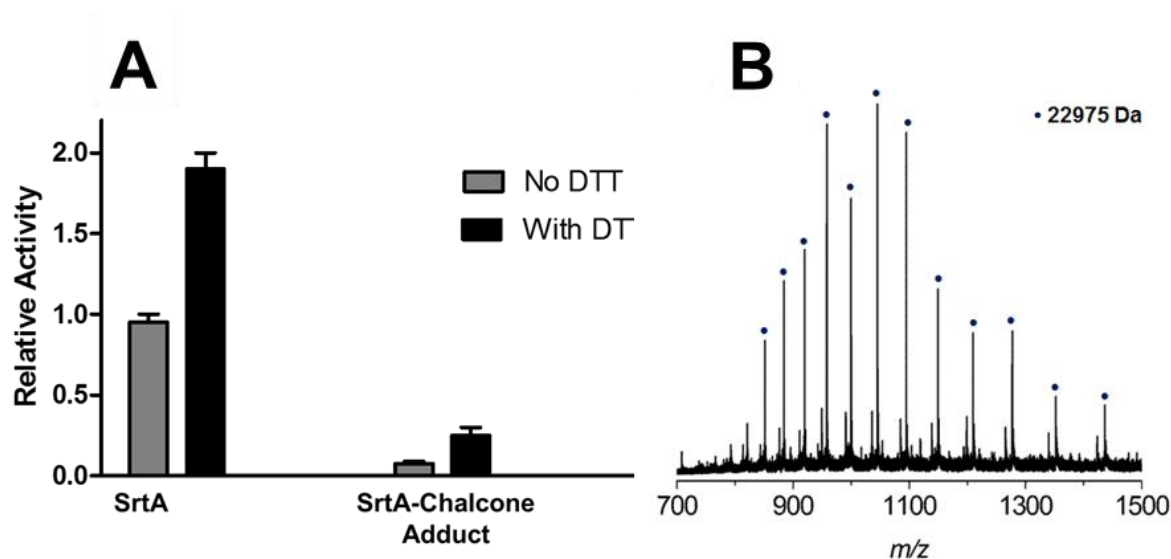 A
B
2.0
1.5
1.0
0.5
0.0
Relative Activity
No DTT
With DT
SrtA
SrtA-Chalcone
Adduct
• 22975 Da
700
900
1100
1300
1500
m/z